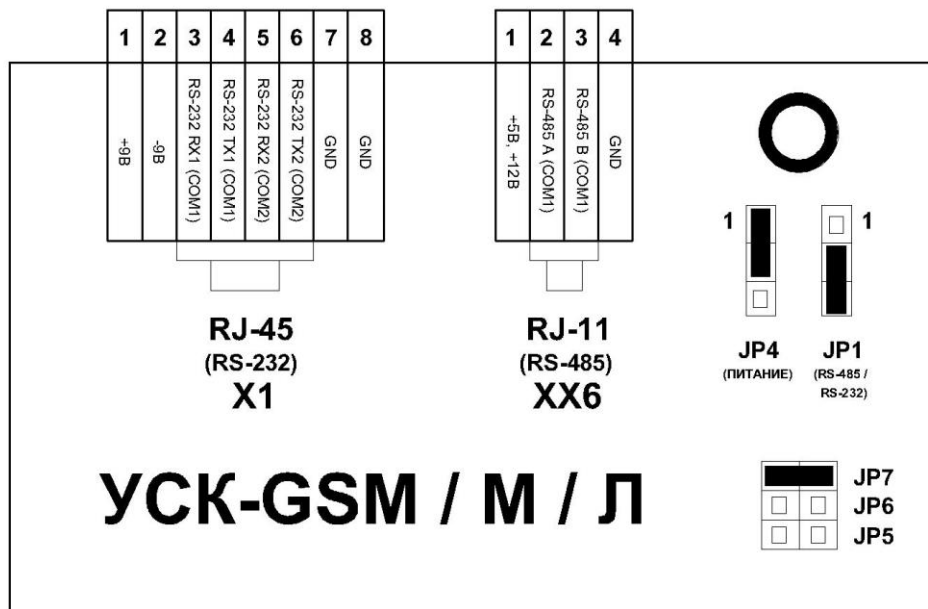 1 2 3 4 5 6 7 8
+9В
-9В
RS-232 RX1 (COM1)
RS-232 TX1 (COM1)
RS-232 RX2 (COM2)
RS-232 TX2 (COM2)
GND
GND
RJ-45
(RS-232)
X1
1 2 3 4
+5В, +12В
RS-485 A (COM1)
RS-485 B (COM1)
GND
RJ-11
(RS-485)
XX6
1
1
JP4
(ПИТАНИЕ)
JP1
(RS-485 /
RS-232)
УСК-GSM / М / Л
JP7
JP6
JP5